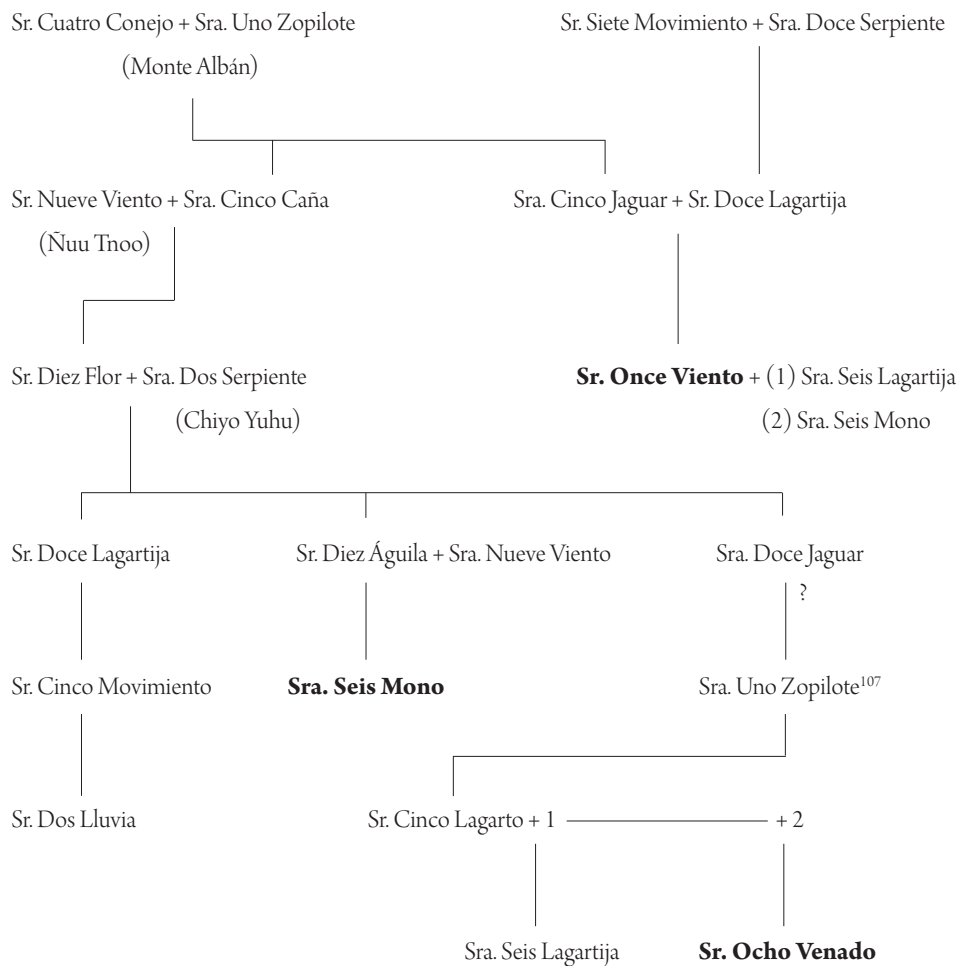 Sr. Cuatro Conejo + Sra. Uno Zopilote
Sr. Siete Movimiento + Sra. Doce Serpiente
(Monte Albán)
Sr. Nueve Viento + Sra. Cinco Caña
Sra. Cinco Jaguar + Sr. Doce Lagartija
(Ñuu Tnoo)
Sr. Diez Flor + Sra. Dos Serpiente
Sr. Once Viento + (1) Sra. Seis Lagartija
(Chiyo Yuhu)
(2) Sra. Seis Mono
Sr. Doce Lagartija
Sr. Diez Águila + Sra. Nueve Viento
Sra. Doce Jaguar
?
Sr. Cinco Movimiento
Sra. Seis Mono
Sra. Uno Zopilote107
Sr. Dos Lluvia
Sr. Cinco Lagarto + 1
+ 2
Sra. Seis Lagartija
Sr. Ocho Venado